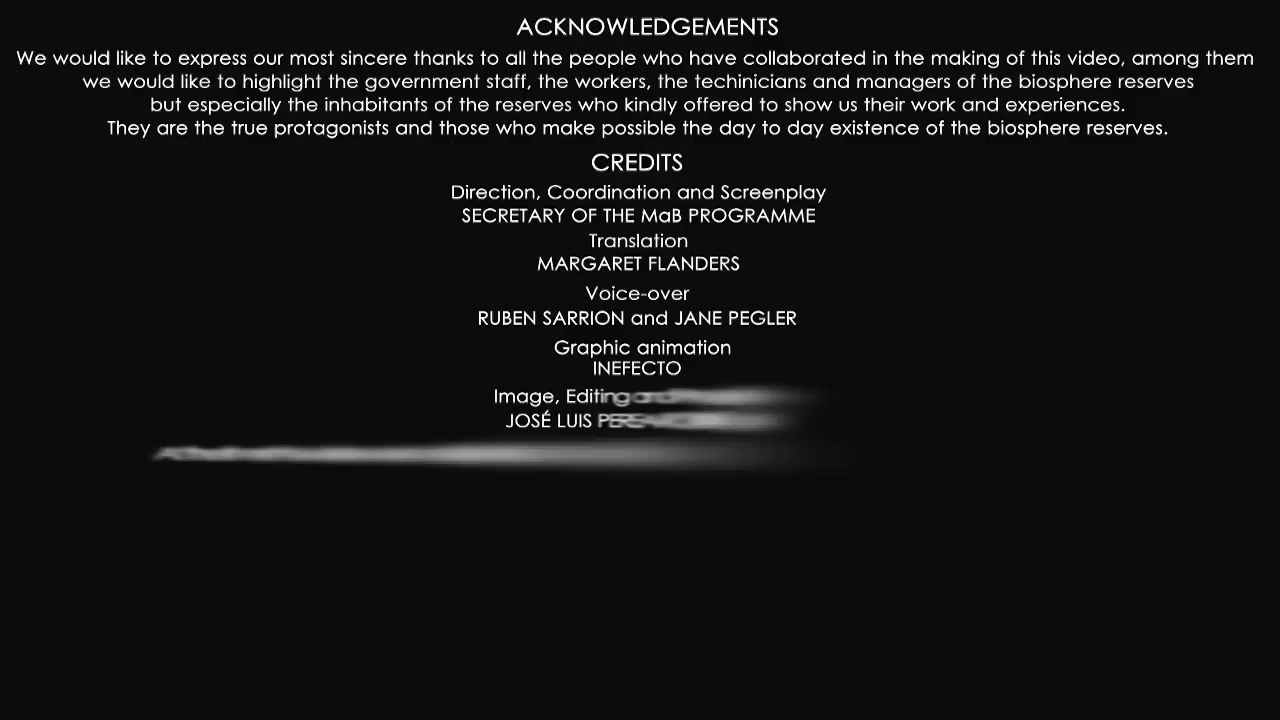 ACKNOWLEDGEMENTS
We would like to express our most sincere thanks to all the people who have collaborated in the making of this video, among them
we would like to highlight the government staff, the workers, the techinicians and managers of the biosphere reserves
but especially the inhabitants of the reserves who kindly offered to show us their work and experiences.
They are the true protagonists and those who make possible the day to day existence of the biosphere reserves.
CREDITS
Direction, Coordination and Screenplay
SECRETARY OF THE MaB PROGRAMME
Translation
MARGARET FLANDERS
Voice-over
RUBEN SARRION and JANE PEGLER
Graphic animation
INEFECTO
Image, Editing and
JOSÉ LUIS